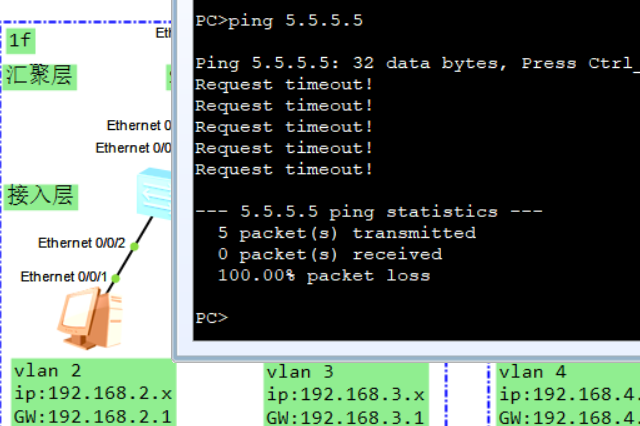 1f
Et
汇聚层
Ethernet 0
Ethernet 0/0
接入层
Ethernet 0/0/2
Ethernet 0/0/1
vlan 2
ip:192.168.2.x
GW:192.168.2.1
vlan 3
ip:192.168.3.x
GW:192.168.3.1
vlan 4
ip:192.168.4.
GW:192.168.4.
PC>ping 5.5.5.5
Ping 5.5.5.5: 32 data bytes, Press Ctrl_
Request timeout!
Request timeout!
Request timeout!
Request timeout!
Request timeout!
--- 5.5.5.5 ping statistics ---
5 packet(s) transmitted
0 packet(s) received
100.00% packet loss
PC>